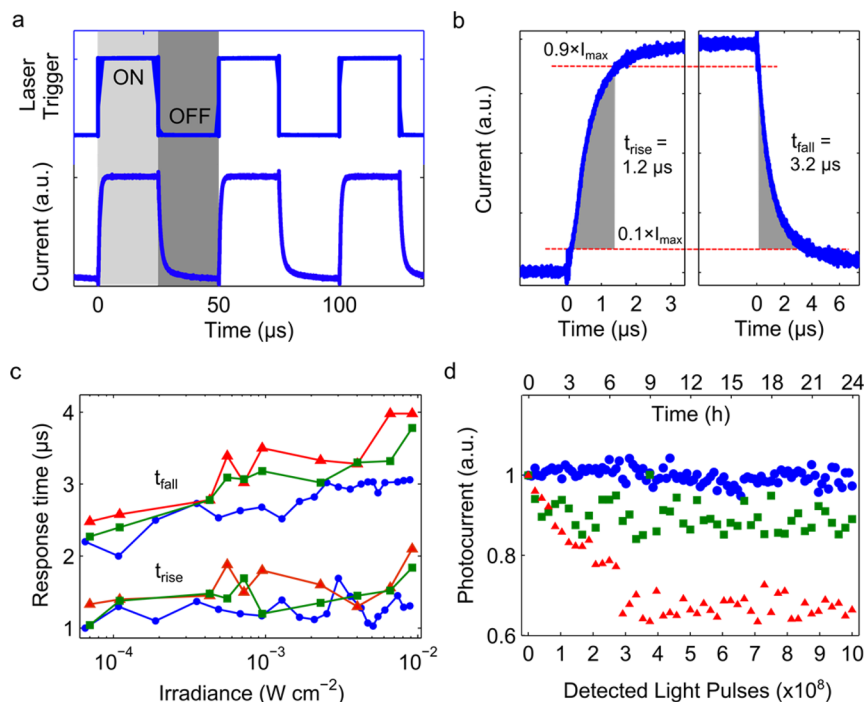 a
Laser
Trigger
ON
OFF
Current (a.u.)
0 50 100
Time (µs)
b
Current (a.u.)
0.9×Imax
trise =
1.2 µs
0.1×Imax
tfall =
3.2 µs
0 1 2 3
0 2 4 6
Time (µs)
Time (µs)
c
Response time (µs)
4
3
2
1
tfall
trise
10⁻⁴ 10⁻³ 10⁻²
Irradiance (W cm⁻²)
d
0 3 6 9 12 15 18 21 24
Time (h)
Photocurrent (a.u.)
1
0.8
0.6
0 1 2 3 4 5 6 7 8 9 10
Detected Light Pulses (x10⁸)